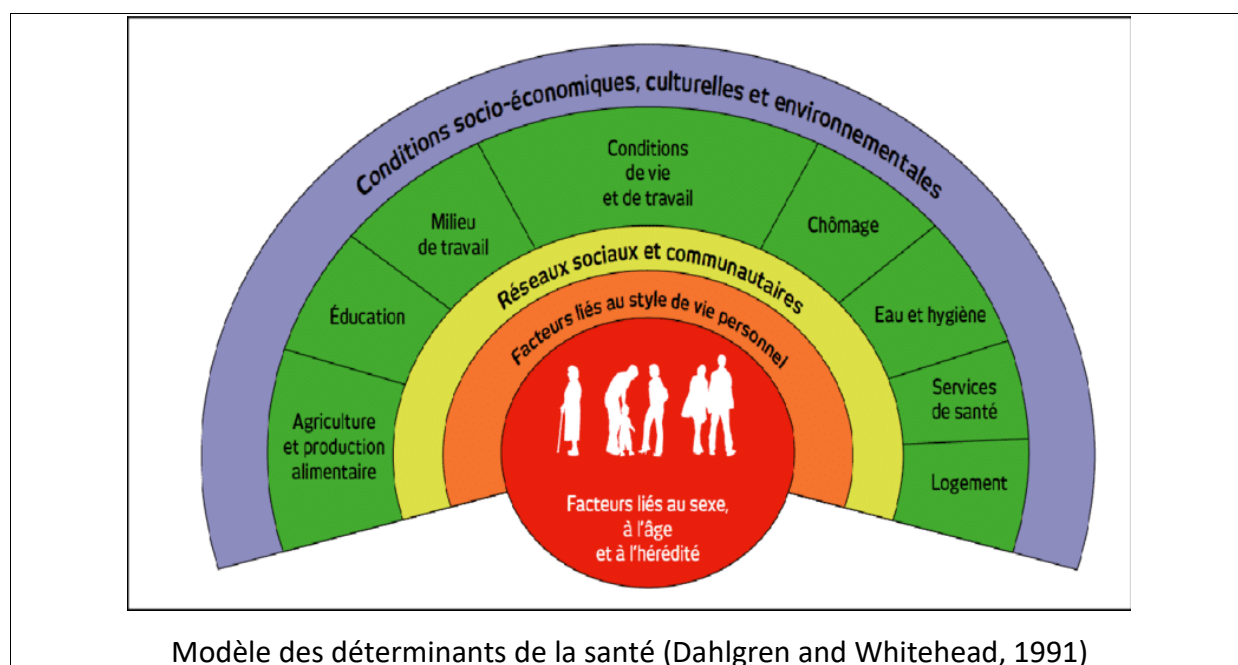 Conditions socio-économiques, culturelles et environnementales
Conditions
de vie
et de travail
Milieu
de travail
Chômage
Réseaux sociaux et communautaires
Éducation
Eau et hygiène
Facteurs liés au style de vie personnel
Services
de santé
Agriculture
et production
alimentaire
Logement
Facteurs liés au sexe,
à l'âge
et à l'hérédité
Modèle des déterminants de la santé (Dahlgren and Whitehead, 1991)